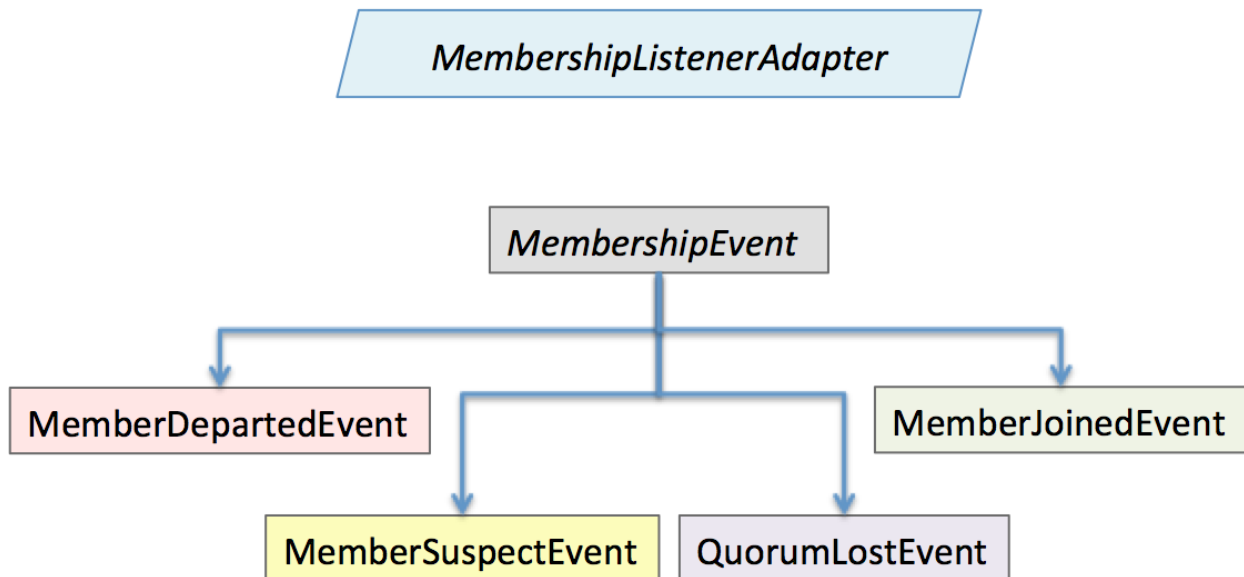 MembershipListenerAdapter
MembershipEvent
MemberDepartedEvent
MemberJoinedEvent
MemberSuspectEvent
QuorumLostEvent